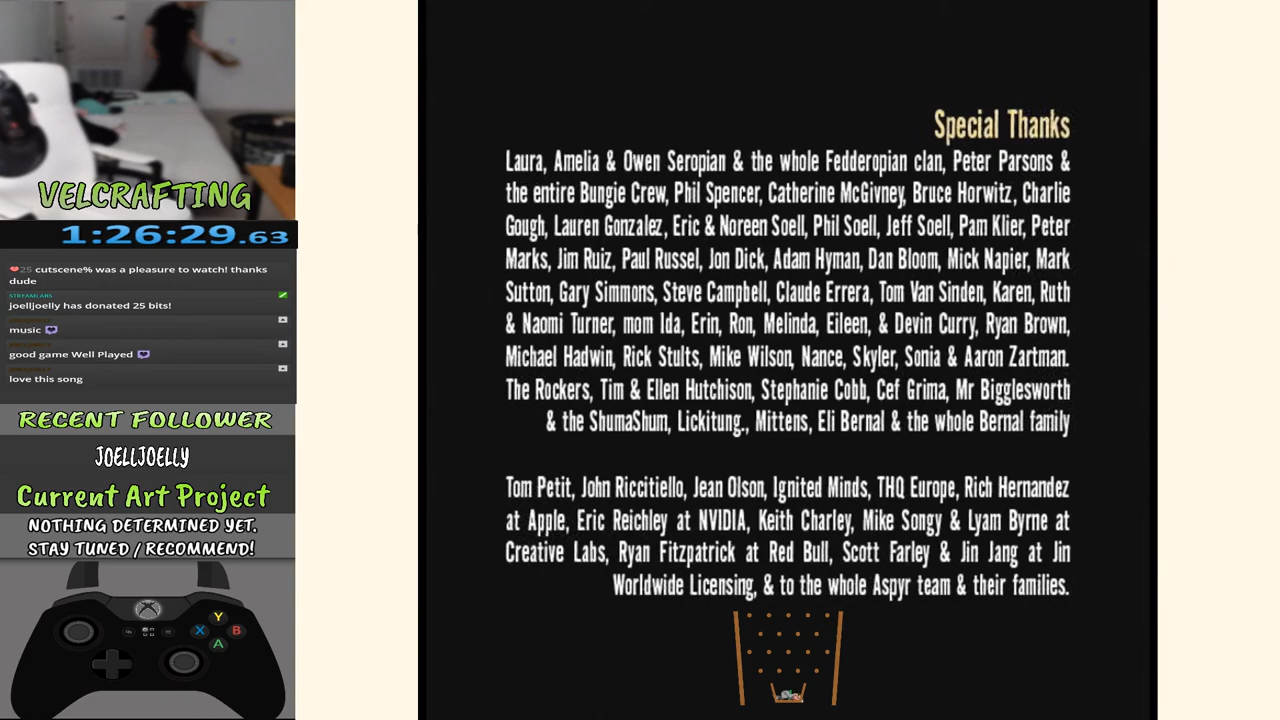 VELCRAFTING
1:26:29.63
25 cutscene% was a pleasure to watch! thanks
dude
STREAMLABS
joelljoelly has donated 25 bits!
music
good game Well Played
love this song
RECENT FOLLOWER
JOELLJOELLY
Current Art Project
NOTHING DETERMINED YET.
STAY TUNED / RECOMMEND!
Y
X B
A
Special Thanks
Laura, Amelia & Owen Seropian & the whole Fedderopian clan, Peter Parsons &
the entire Bungie Crew, Phil Spencer, Catherine McGivney, Bruce Horwitz, Charlie
Gough, Lauren Gonzalez, Eric & Noreen Soell, Phil Soell, Jeff Soell, Pam Klier, Peter
Marks, Jim Ruiz, Paul Russel, Jon Dick, Adam Hyman, Dan Bloom, Mick Napier, Mark
Sutton, Gary Simmons, Steve Campbell, Claude Errera, Tom Van Sinden, Karen, Ruth
& Naomi Turner, mom Ida, Erin, Ron, Melinda, Eileen, & Devin Curry, Ryan Brown,
Michael Hadwin, Rick Stults, Mike Wilson, Nance, Skyler, Sonia & Aaron Zartman.
The Rockers, Tim & Ellen Hutchison, Stephanie Cobb, Cef Grima, Mr Bigglesworth
& the ShumaShum, Lickitung., Mittens, Eli Bernal & the whole Bernal family
Tom Petit, John Riccitiello, Jean Olson, Ignited Minds, THQ Europe, Rich Hernandez
at Apple, Eric Reichley at NVIDIA, Keith Charley, Mike Songy & Lyam Byrne at
Creative Labs, Ryan Fitzpatrick at Red Bull, Scott Farley & Jin Jang at Jin
Worldwide Licensing, & to the whole Aspyr team & their families.